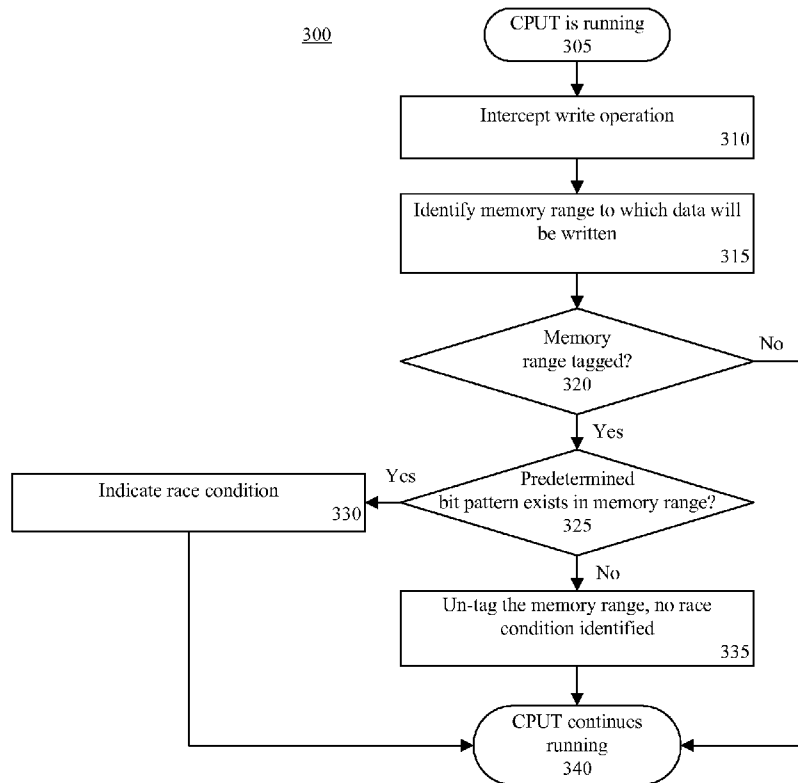 300
CPUT is running
305
Intercept write operation
310
Identify memory range to which data will
be written
315
Memory
range tagged?
320
No
Yes
Predetermined
bit pattern exists in memory range?
325
Yes
Indicate race condition
330
No
Un-tag the memory range, no race
condition identified
335
CPUT continues
running
340